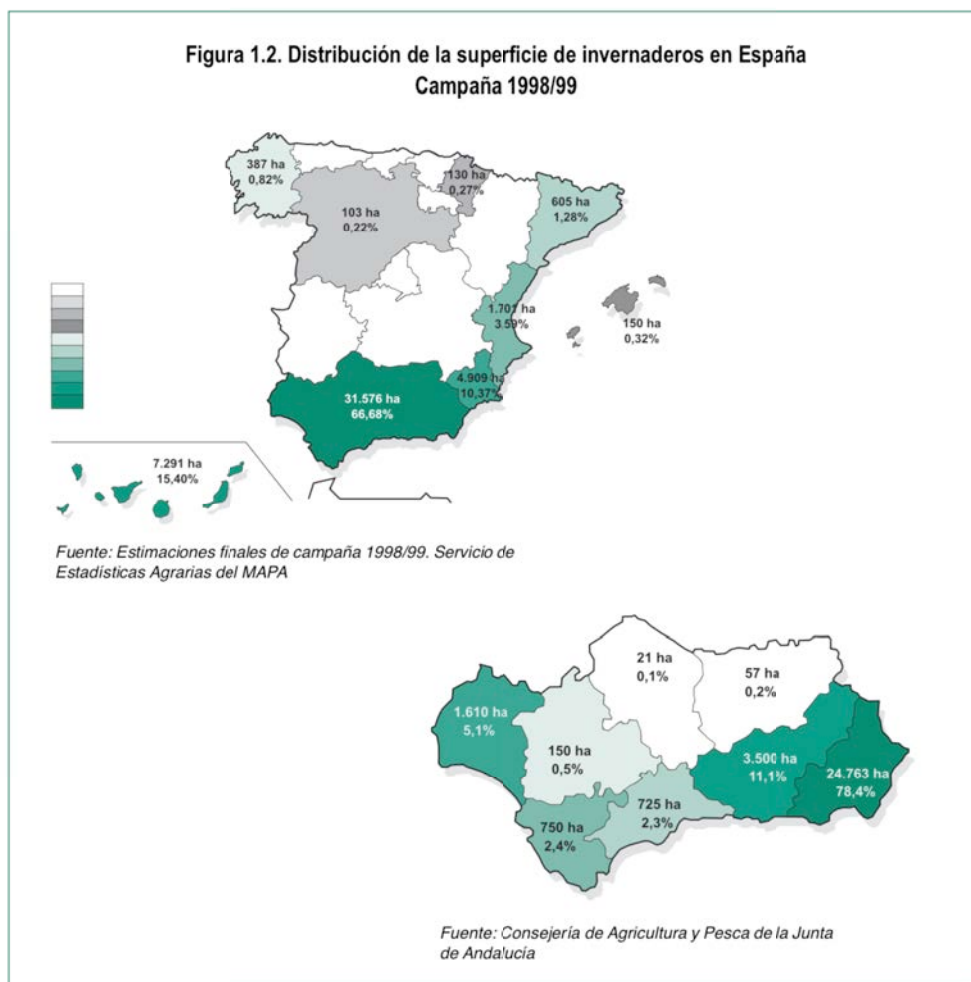 Figura 1.2. Distribución de la superficie de invernaderos en España
Campaña 1998/99
387 ha
0,82%
130 ha
0,27%
103 ha
0,22%
605 ha
1,28%
1.701 ha
3.59%
150 ha
0,32%
4.909 ha
10,37%
31.576 ha
66,68%
7.291 ha
15,40%
Fuente: Estimaciones finales de campaña 1998/99. Servicio de
Estadísticas Agrarias del MAPA
21 ha
0,1%
57 ha
0,2%
1.610 ha
5,1%
150 ha
0,5%
3.500 ha
11,1%
24.763 ha
78,4%
725 ha
2,3%
750 ha
2,4%
Fuente: Consejería de Agricultura y Pesca de la Junta
de Andalucía